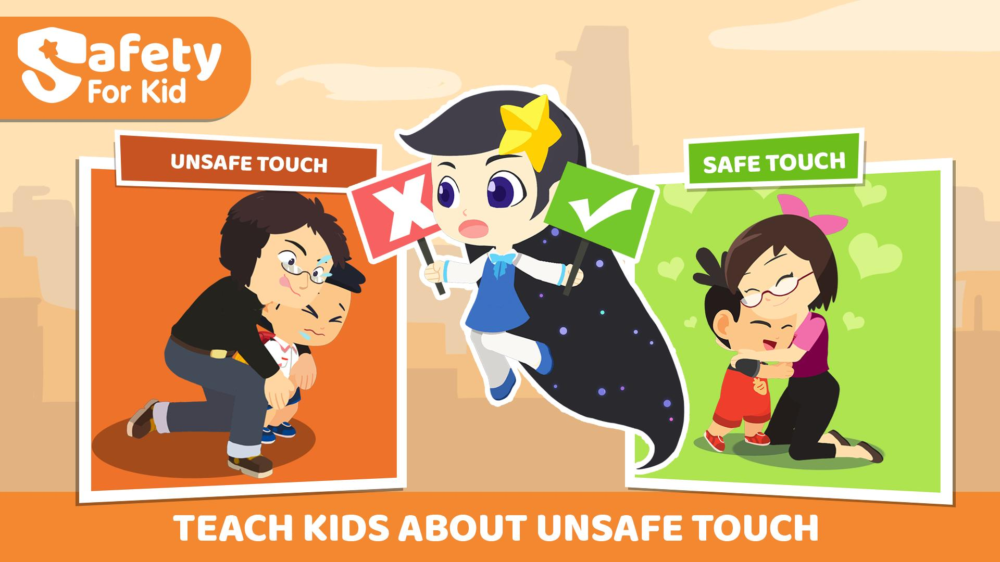 Safety
For Kid
UNSAFE TOUCH
SAFE TOUCH
X
TEACH KIDS ABOUT UNSAFE TOUCH